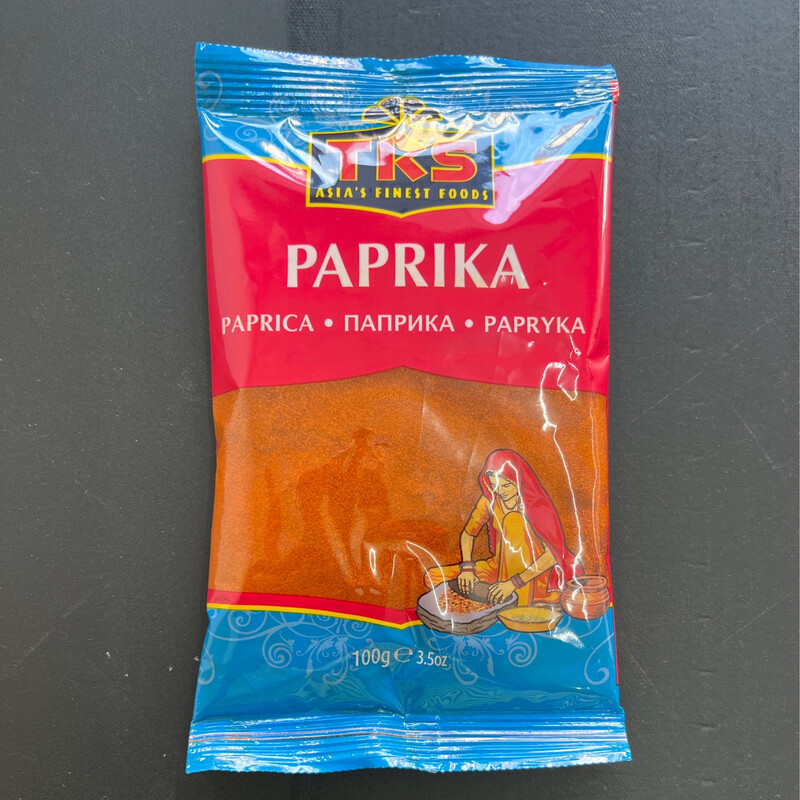 TKS
ASIA'S FINEST FOODS
PAPRIKA
PAPRICA • ПАПРИКА • PAPRYKA
100g ℮ 3.5oz